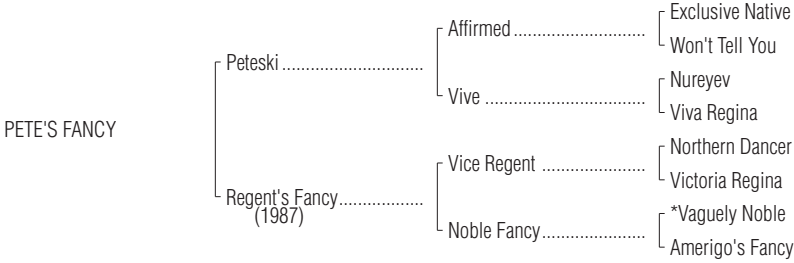 Exclusive Native
Affirmed ...........................
Won't Tell You
Peteski .............................
Nureyev
Vive .................................
Viva Regina
PETE'S FANCY
Northern Dancer
Vice Regent ......................
Victoria Regina
Regent's Fancy..................
(1987)
*Vaguely Noble
Noble Fancy......................
Amerigo's Fancy